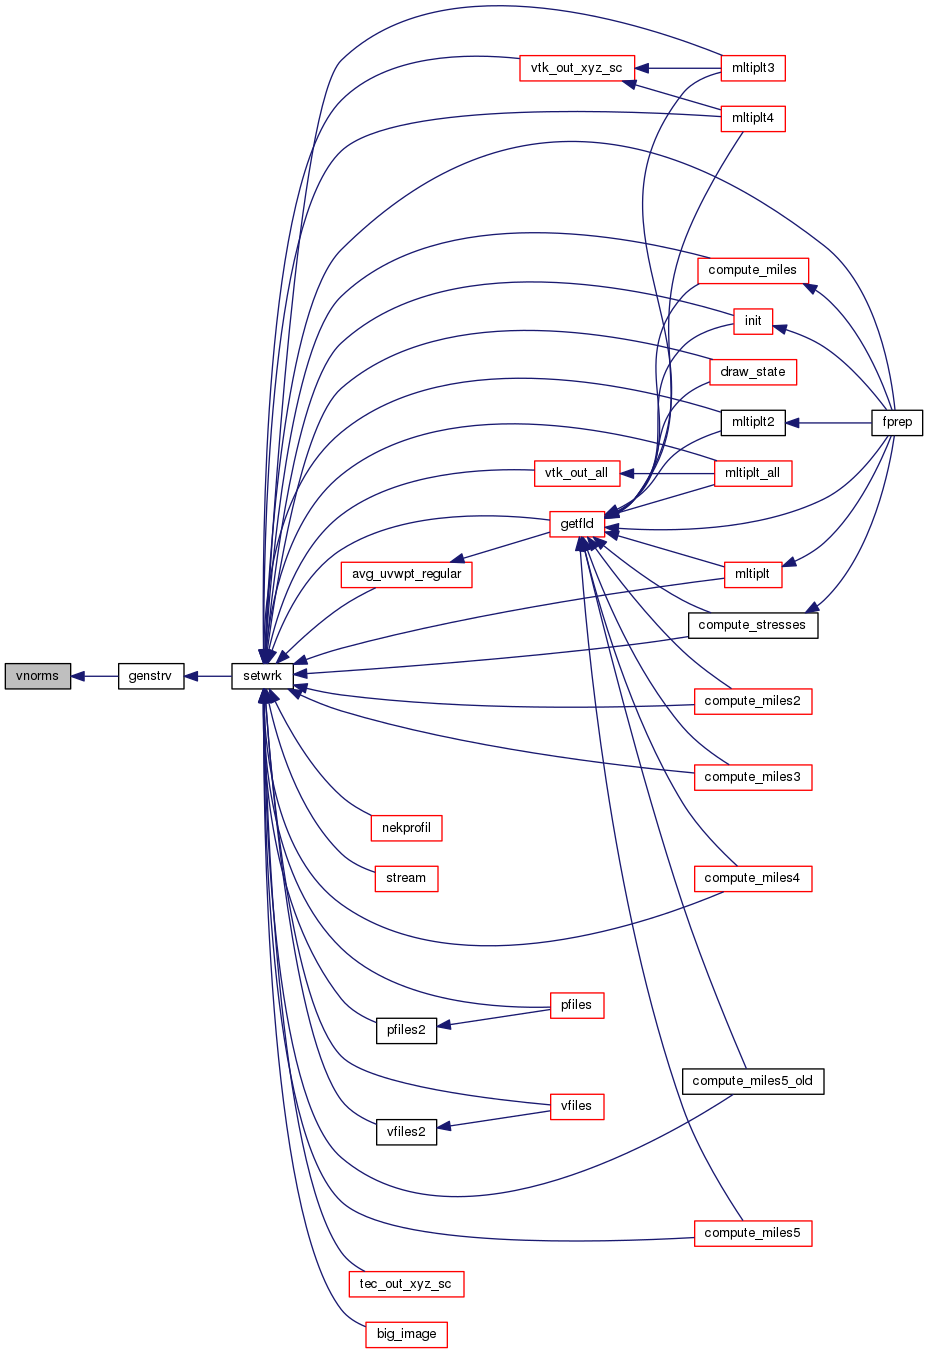 vtk_out_xyz_sc
mltiplt3
mltiplt4
compute_miles
init
draw_state
mltiplt2
fprep
vtk_out_all
mltiplt_all
getfld
avg_uvwpt_regular
mltiplt
compute_stresses
vnorms
genstrv
setwrk
compute_miles2
compute_miles3
nekprofil
stream
compute_miles4
pfiles
pfiles2
compute_miles5_old
vfiles
vfiles2
compute_miles5
tec_out_xyz_sc
big_image